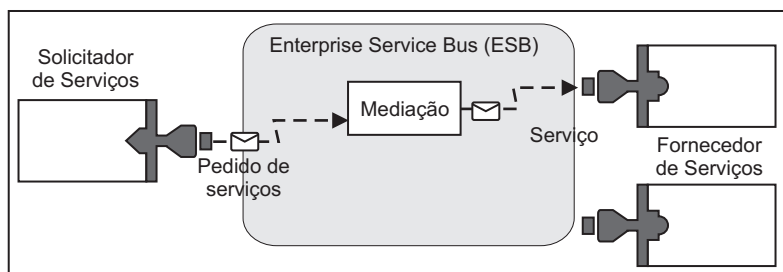 Enterprise Service Bus (ESB)
Solicitador
de Serviços
Mediação
Pedido de
serviços
Serviço
Fornecedor
de Serviços